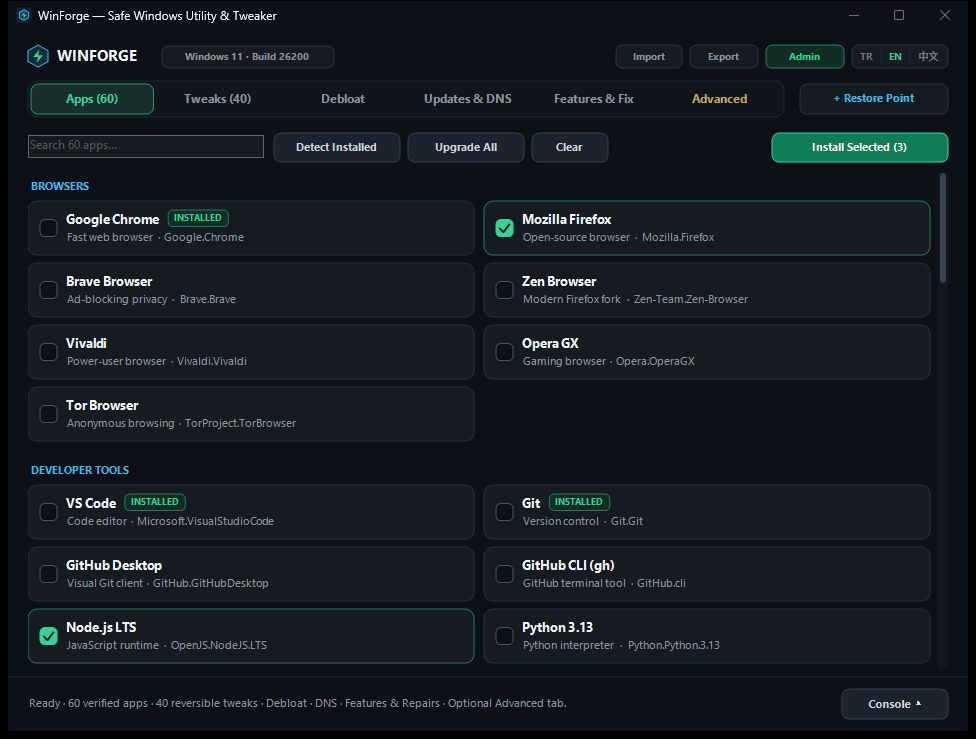 WinForge — Safe Windows Utility & Tweaker
WINFORGE Windows 11 · Build 26200 Import Export Admin TR EN 中文
Apps (60) Tweaks (40) Debloat Updates & DNS Features & Fix Advanced + Restore Point
Search 60 apps... Detect Installed Upgrade All Clear Install Selected (3)
BROWSERS
Google Chrome INSTALLED
Fast web browser · Google.Chrome
Mozilla Firefox
Open-source browser · Mozilla.Firefox
Brave Browser
Ad-blocking privacy · Brave.Brave
Zen Browser
Modern Firefox fork · Zen-Team.Zen-Browser
Vivaldi
Power-user browser · Vivaldi.Vivaldi
Opera GX
Gaming browser · Opera.OperaGX
Tor Browser
Anonymous browsing · TorProject.TorBrowser
DEVELOPER TOOLS
VS Code INSTALLED
Code editor · Microsoft.VisualStudioCode
Git INSTALLED
Version control · Git.Git
GitHub Desktop
Visual Git client · GitHub.GitHubDesktop
GitHub CLI (gh)
GitHub terminal tool · GitHub.cli
Node.js LTS
JavaScript runtime · OpenJS.NodeJS.LTS
Python 3.13
Python interpreter · Python.Python.3.13
Ready · 60 verified apps · 40 reversible tweaks · Debloat · DNS · Features & Repairs · Optional Advanced tab.
Console ▲